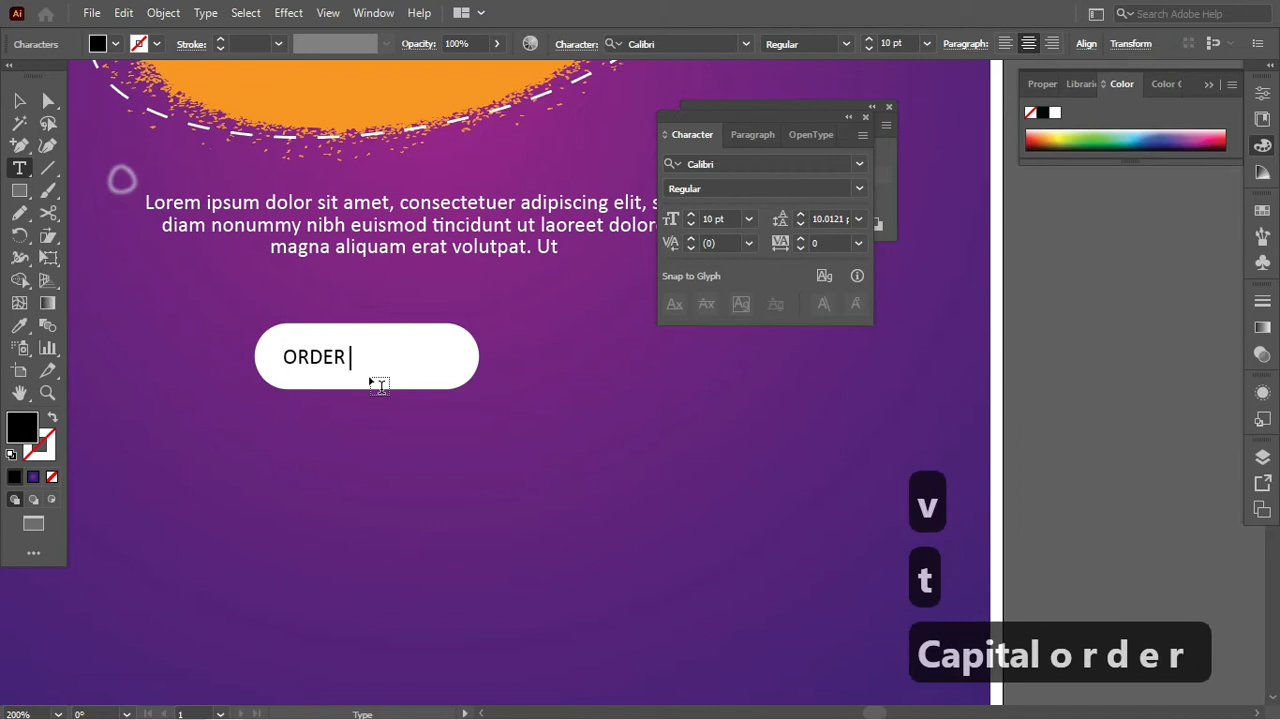 Ai File Edit Object Type Select Effect View Window Help Search Adobe Help
Characters Stroke: Opacity: 100% Character: Calibri Regular 10 pt Paragraph: Align Transform
Proper Librari Color Color
Character Paragraph OpenType
Calibri
Regular
10 pt 10.0121
(0) 0
Snap to Glyph
Lorem ipsum dolor sit amet, consectetuer adipiscing elit, s
diam nonummy nibh euismod tincidunt ut laoreet dolore
magna aliquam erat volutpat. Ut
ORDER
v
t
Capital o r d e r
200% 0° 1 Type